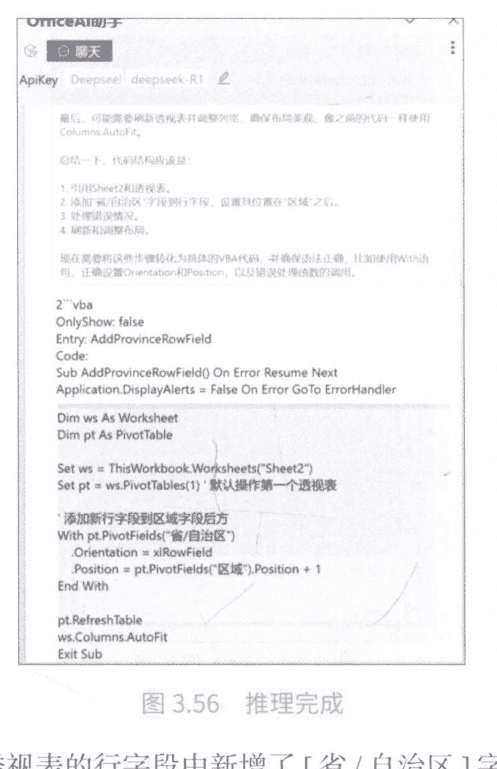 OfficeAI助手
聊天
ApiKey Deepseel deepseek-R1
最后，可能需要刷新透视表并调整列宽，确保布局美观，像之前的代码一样使用
Columns.AutoFit。
总结一下，代码结构应该是：
1. 引用Sheet2和透视表。
2. 添加"省/自治区"字段到行字段，设置其位置在"区域"之后。
3. 处理错误情况。
4. 刷新和调整布局。
现在需要将这些步骤转化为具体的VBA代码，并确保语法正确，比如使用With语
句，正确设置Orientation和Position，以及错误处理函数的调用。
2```vba
OnlyShow: false
Entry: AddProvinceRowField
Code:
Sub AddProvinceRowField() On Error Resume Next
Application.DisplayAlerts = False On Error GoTo ErrorHandler
Dim ws As Worksheet
Dim pt As PivotTable
Set ws = ThisWorkbook.Worksheets("Sheet2")
Set pt = ws.PivotTables(1) ' 默认操作第一个透视表
' 添加新行字段到区域字段后方
With pt.PivotFields("省/自治区")
.Orientation = xlRowField
.Position = pt.PivotFields("区域").Position + 1
End With
pt.RefreshTable
ws.Columns.AutoFit
Exit Sub
图 3.56 推理完成
透视表的行字段中新增了 [ 省 / 自治区 ] 字